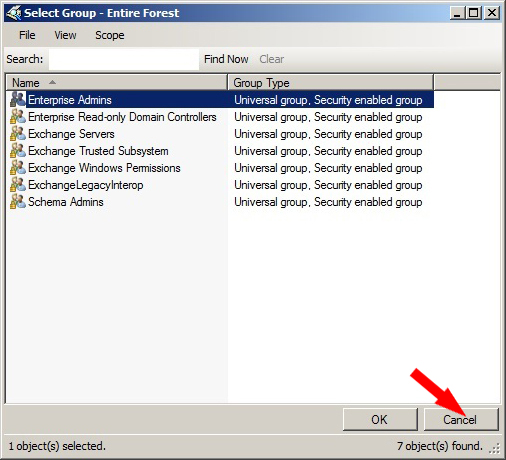 Select Group - Entire Forest
File View Scope
Search: Find Now Clear
Name Group Type
Enterprise Admins Universal group, Security enabled group
Enterprise Read-only Domain Controllers Universal group, Security enabled group
Exchange Servers Universal group, Security enabled group
Exchange Trusted Subsystem Universal group, Security enabled group
Exchange Windows Permissions Universal group, Security enabled group
ExchangeLegacyInterop Universal group, Security enabled group
Schema Admins Universal group, Security enabled group
OK Cancel
1 object(s) selected. 7 object(s) found.